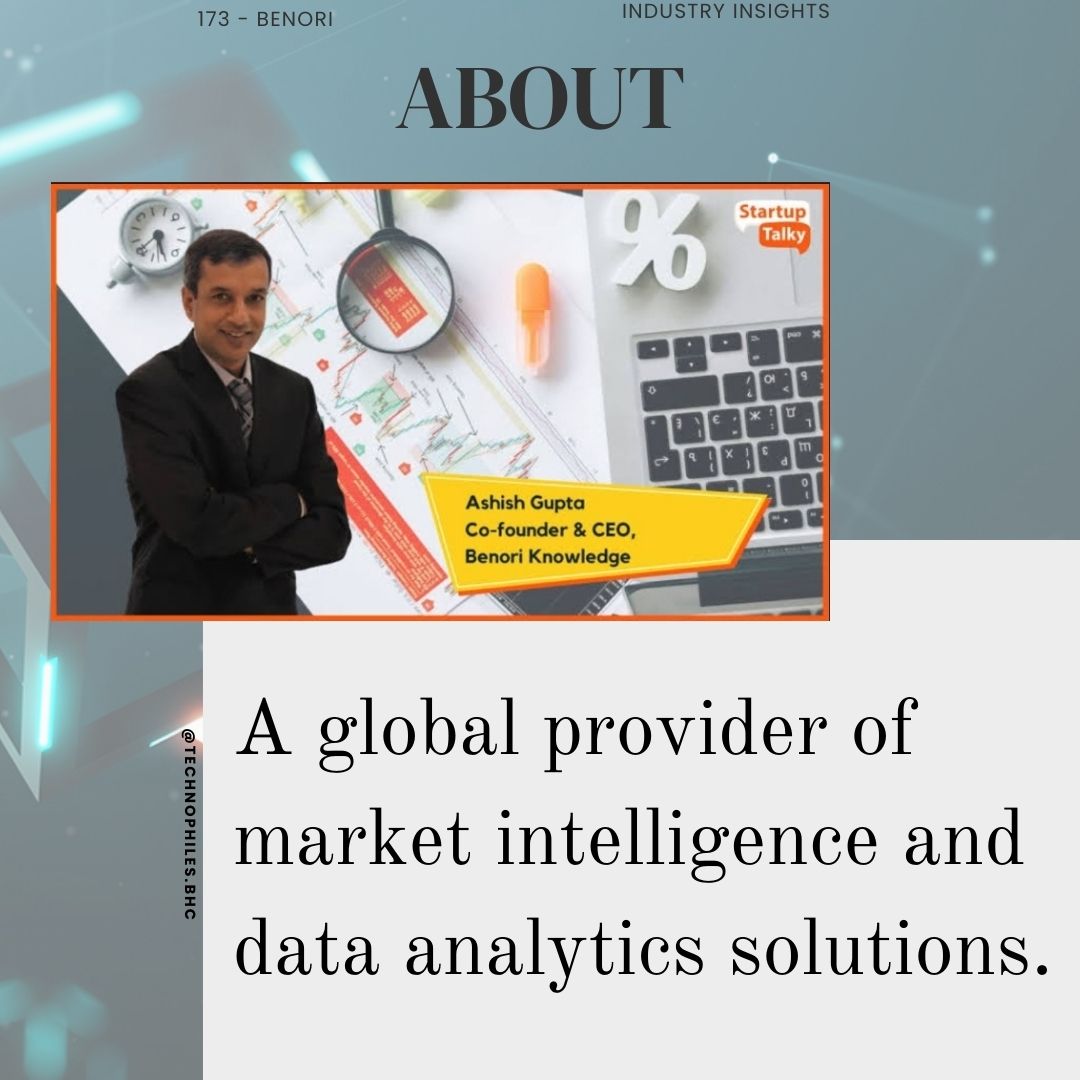 173 - BENORI
INDUSTRY INSIGHTS
ABOUT
Startup
Talky
%
Ashish Gupta
Co-founder & CEO,
Benori Knowledge
@TECHNOPHILES.BHC
A global provider of
market intelligence and
data analytics solutions.